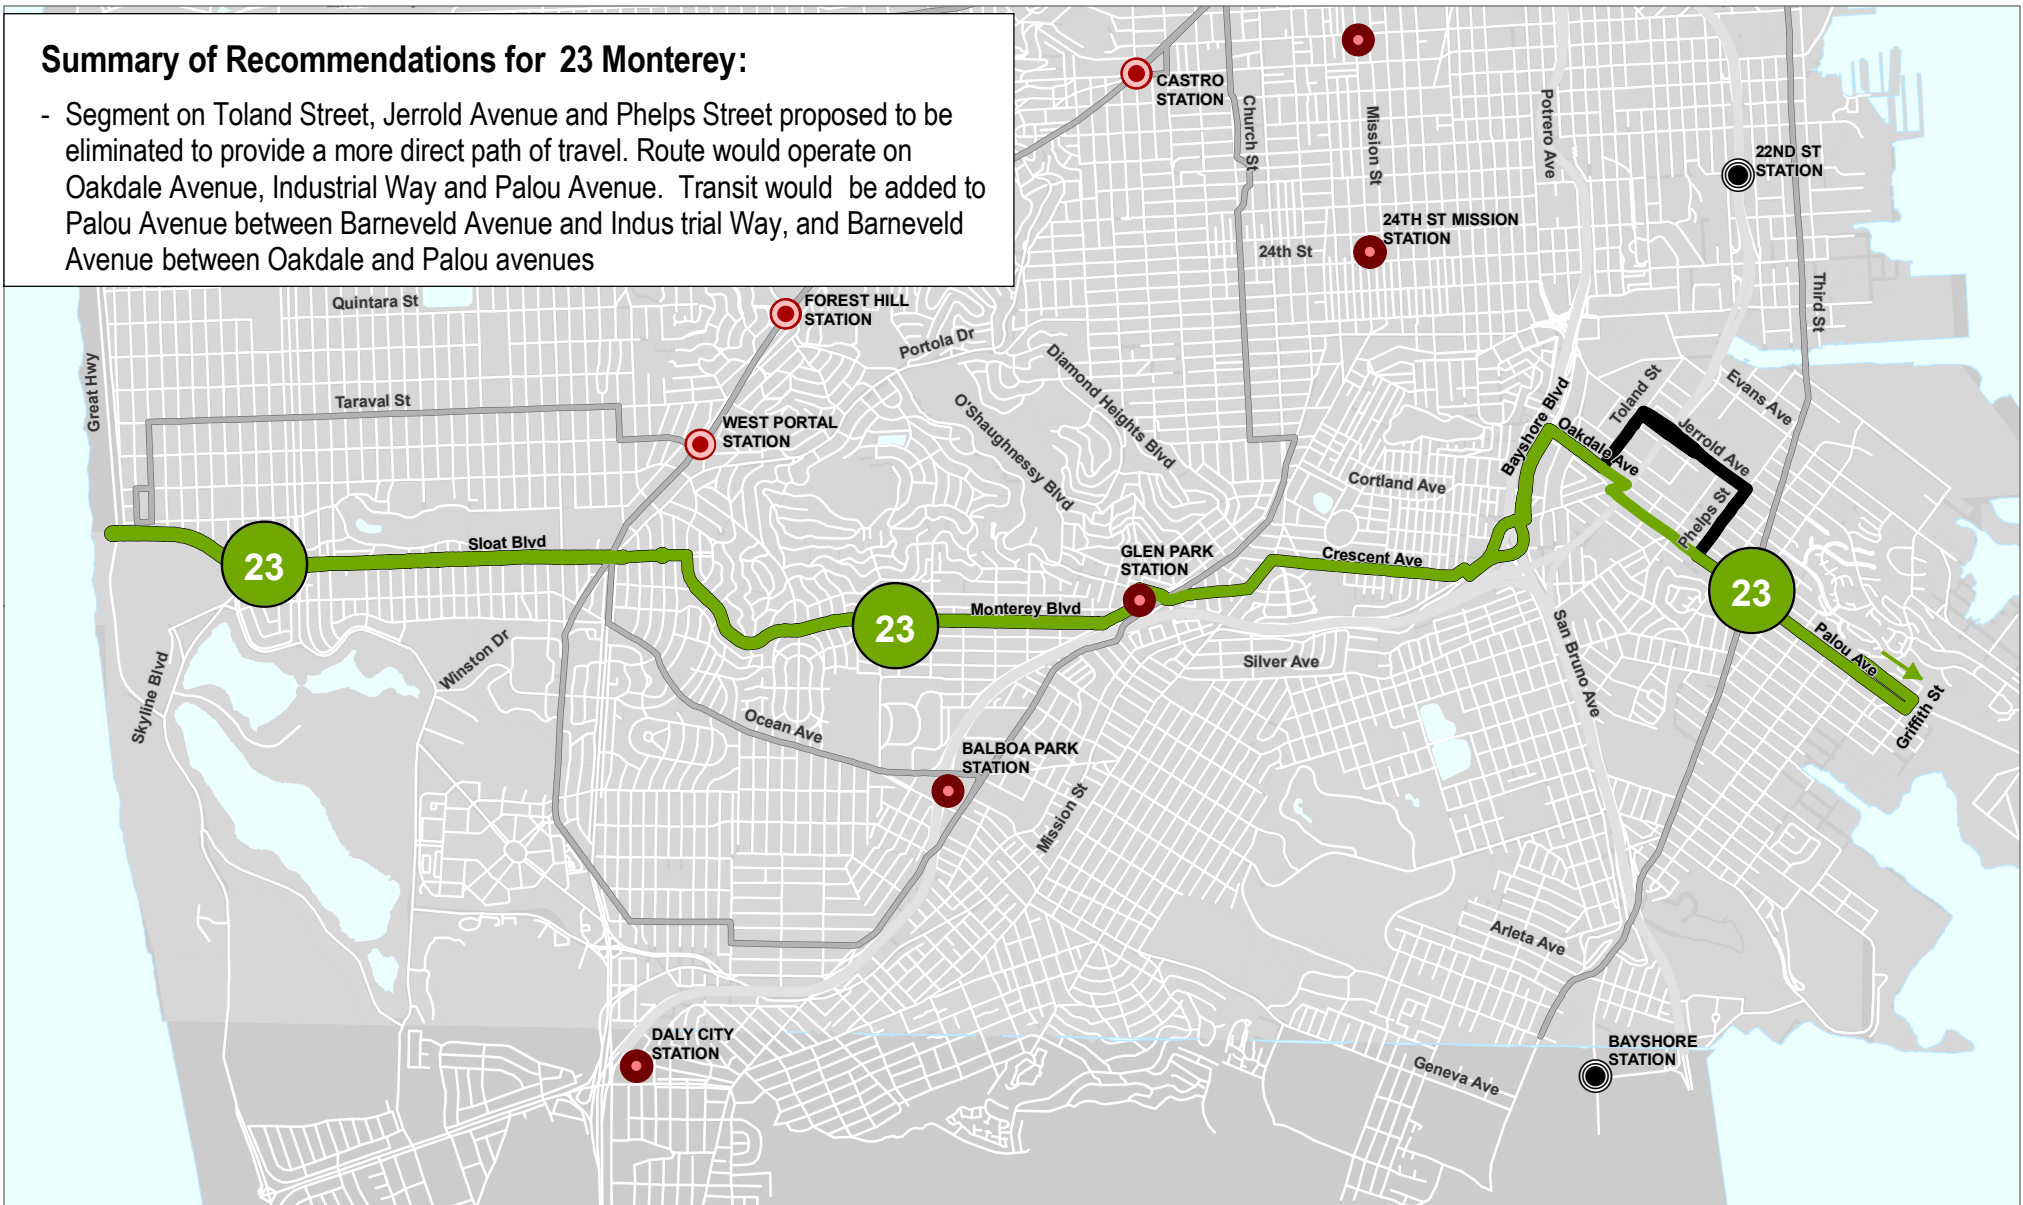 Summary of Recommendations for 23 Monterey:
- Segment on Toland Street, Jerrold Avenue and Phelps Street proposed to be
eliminated to provide a more direct path of travel. Route would operate on
Oakdale Avenue, Industrial Way and Palou Avenue. Transit would be added to
Palou Avenue between Barneveld Avenue and Indus trial Way, and Barneveld
Avenue between Oakdale and Palou avenues
CASTRO
STATION
Church St
Mission St
Potrero Ave
22ND ST
STATION
24TH ST MISSION
STATION
24th St
Third St
Quintara St
FOREST HILL
STATION
Portola Dr
Diamond Heights Blvd
O'Shaughnessy Blvd
Great Hwy
Taraval St
WEST PORTAL
STATION
Bayshore Blvd
Toland St
Evans Ave
Jerrold Ave
Oakdale Ave
Phelps St
Cortland Ave
Sloat Blvd
23
GLEN PARK
STATION
Crescent Ave
23
Monterey Blvd
23
Palou Ave
Griffith St
Silver Ave
San Bruno Ave
Winston Dr
Skyline Blvd
Ocean Ave
BALBOA PARK
STATION
Mission St
Arleta Ave
DALY CITY
STATION
BAYSHORE
STATION
Geneva Ave